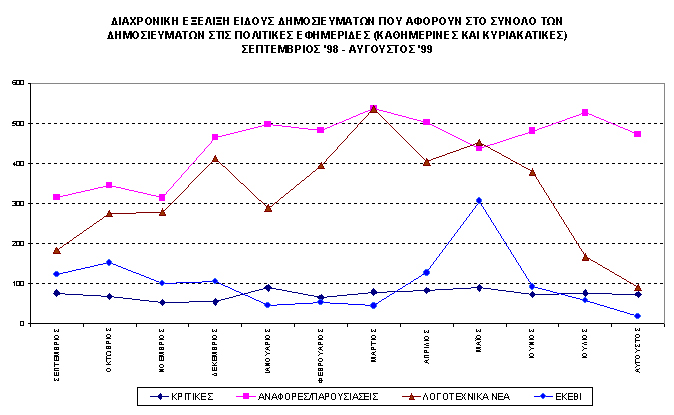 ΔΙΑΧΡΟΝΙΚΗ ΕΞΕΛΙΞΗ ΕΙΔΟΥΣ ΔΗΜΟΣΙΕΥΜΑΤΩΝ ΠΟΥ ΑΦΟΡΟΥΝ ΣΤΟ ΣΥΝΟΛΟ ΤΩΝ
ΔΗΜΟΣΙΕΥΜΑΤΩΝ ΣΤΙΣ ΠΟΛΙΤΙΚΕΣ ΕΦΗΜΕΡΙΔΕΣ (ΚΑΘΗΜΕΡΙΝΕΣ ΚΑΙ ΚΥΡΙΑΚΑΤΙΚΕΣ)
ΣΕΠΤΕΜΒΡΙΟΣ '98 - ΑΥΓΟΥΣΤΟΣ '99
600
500
400
300
200
100
0
ΣΕΠΤΕΜΒΡΙΟΣ
ΟΚΤΩΒΡΙΟΣ
ΝΟΕΜΒΡΙΟΣ
ΔΕΚΕΜΒΡΙΟΣ
ΙΑΝΟΥΑΡΙΟΣ
ΦΕΒΡΟΥΑΡΙΟΣ
ΜΑΡΤΙΟΣ
ΑΠΡΙΛΙΟΣ
ΜΑΪΟΣ
ΙΟΥΝΙΟΣ
ΙΟΥΛΙΟΣ
ΑΥΓΟΥΣΤΟΣ
ΚΡΙΤΙΚΕΣ ΑΝΑΦΟΡΕΣ/ΠΑΡΟΥΣΙΑΣΕΙΣ ΛΟΓΟΤΕΧΝΙΚΑ ΝΕΑ ΕΚΕΒΙ